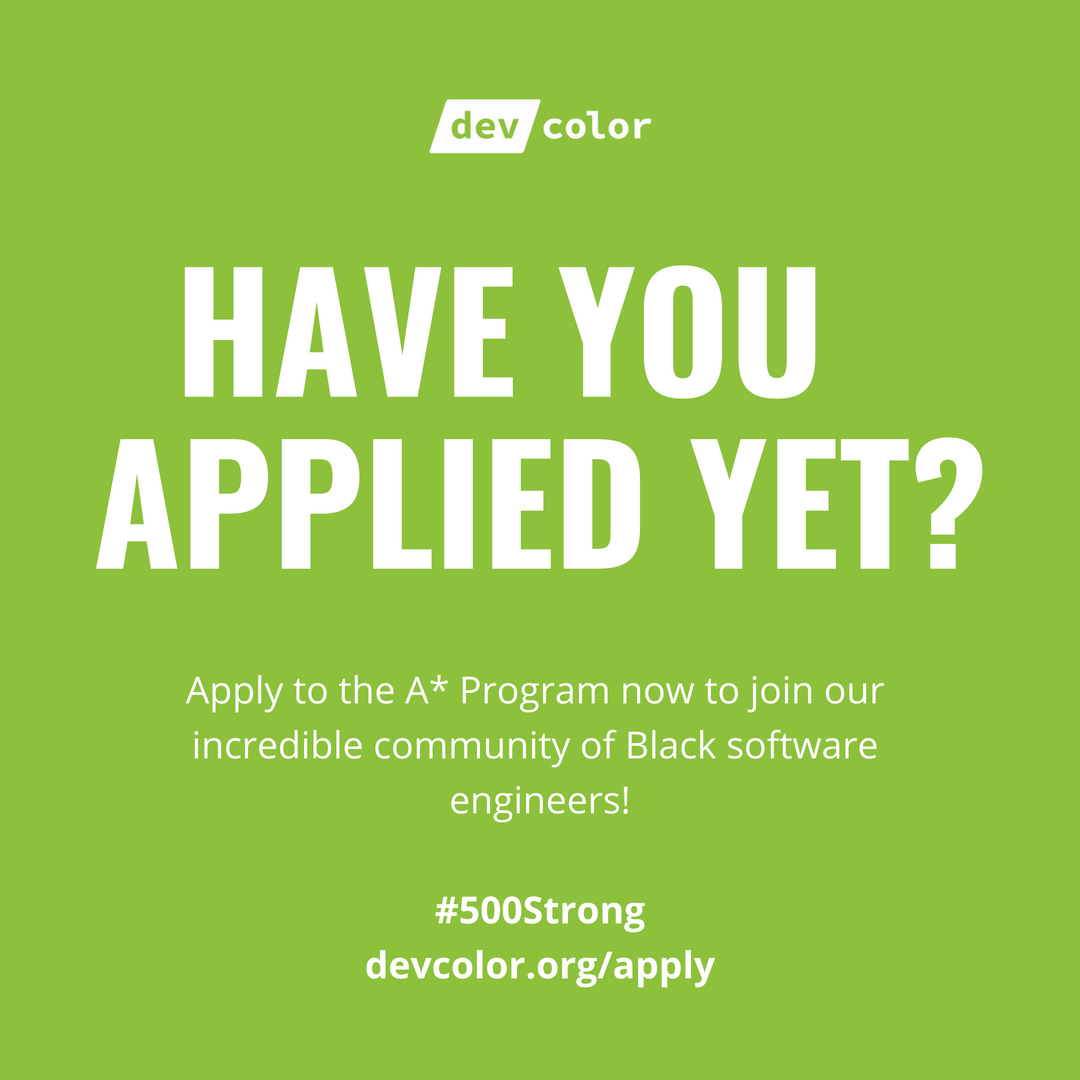 dev color
HAVE YOU
APPLIED YET?
Apply to the A* Program now to join our
incredible community of Black software
engineers!
#500Strong
devcolor.org/apply